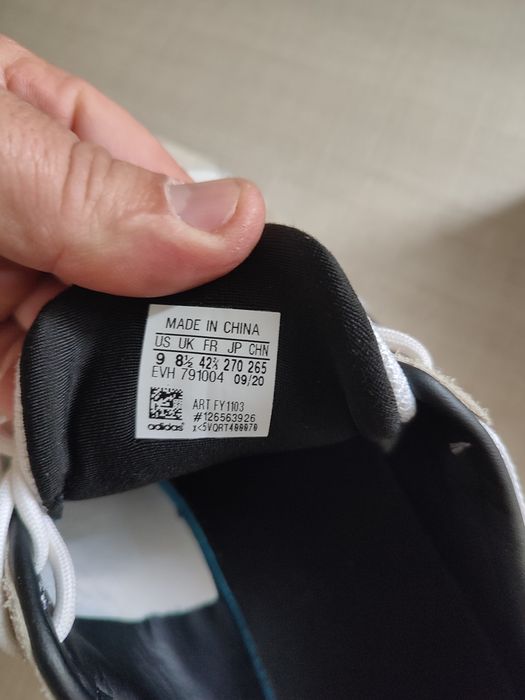 MADE IN CHINA
US UK FR JP CHN
9 8½ 42⅔ 270 265
EVH 791004 09/20
ART FY1103
#126563926
adidas